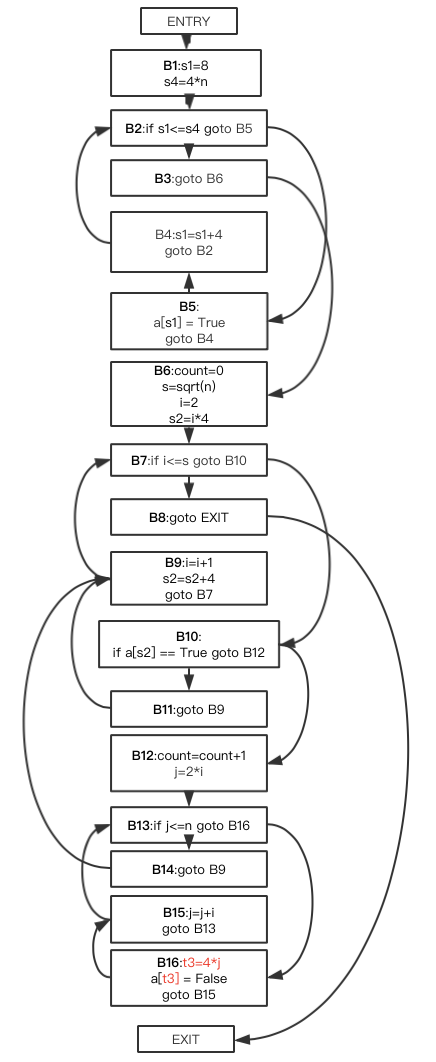 ENTRY
B1:s1=8
s4=4*n
B2:if s1<=s4 goto B5
B3:goto B6
B4:s1=s1+4
goto B2
B5:
a[s1] = True
goto B4
B6:count=0
s=sqrt(n)
i=2
s2=i*4
B7:if i<=s goto B10
B8:goto EXIT
B9:i=i+1
s2=s2+4
goto B7
B10:
if a[s2] == True goto B12
B11:goto B9
B12:count=count+1
j=2*i
B13:if j<=n goto B16
B14:goto B9
B15:j=j+i
goto B13
B16:t3=4*j
a[t3] = False
goto B15
EXIT